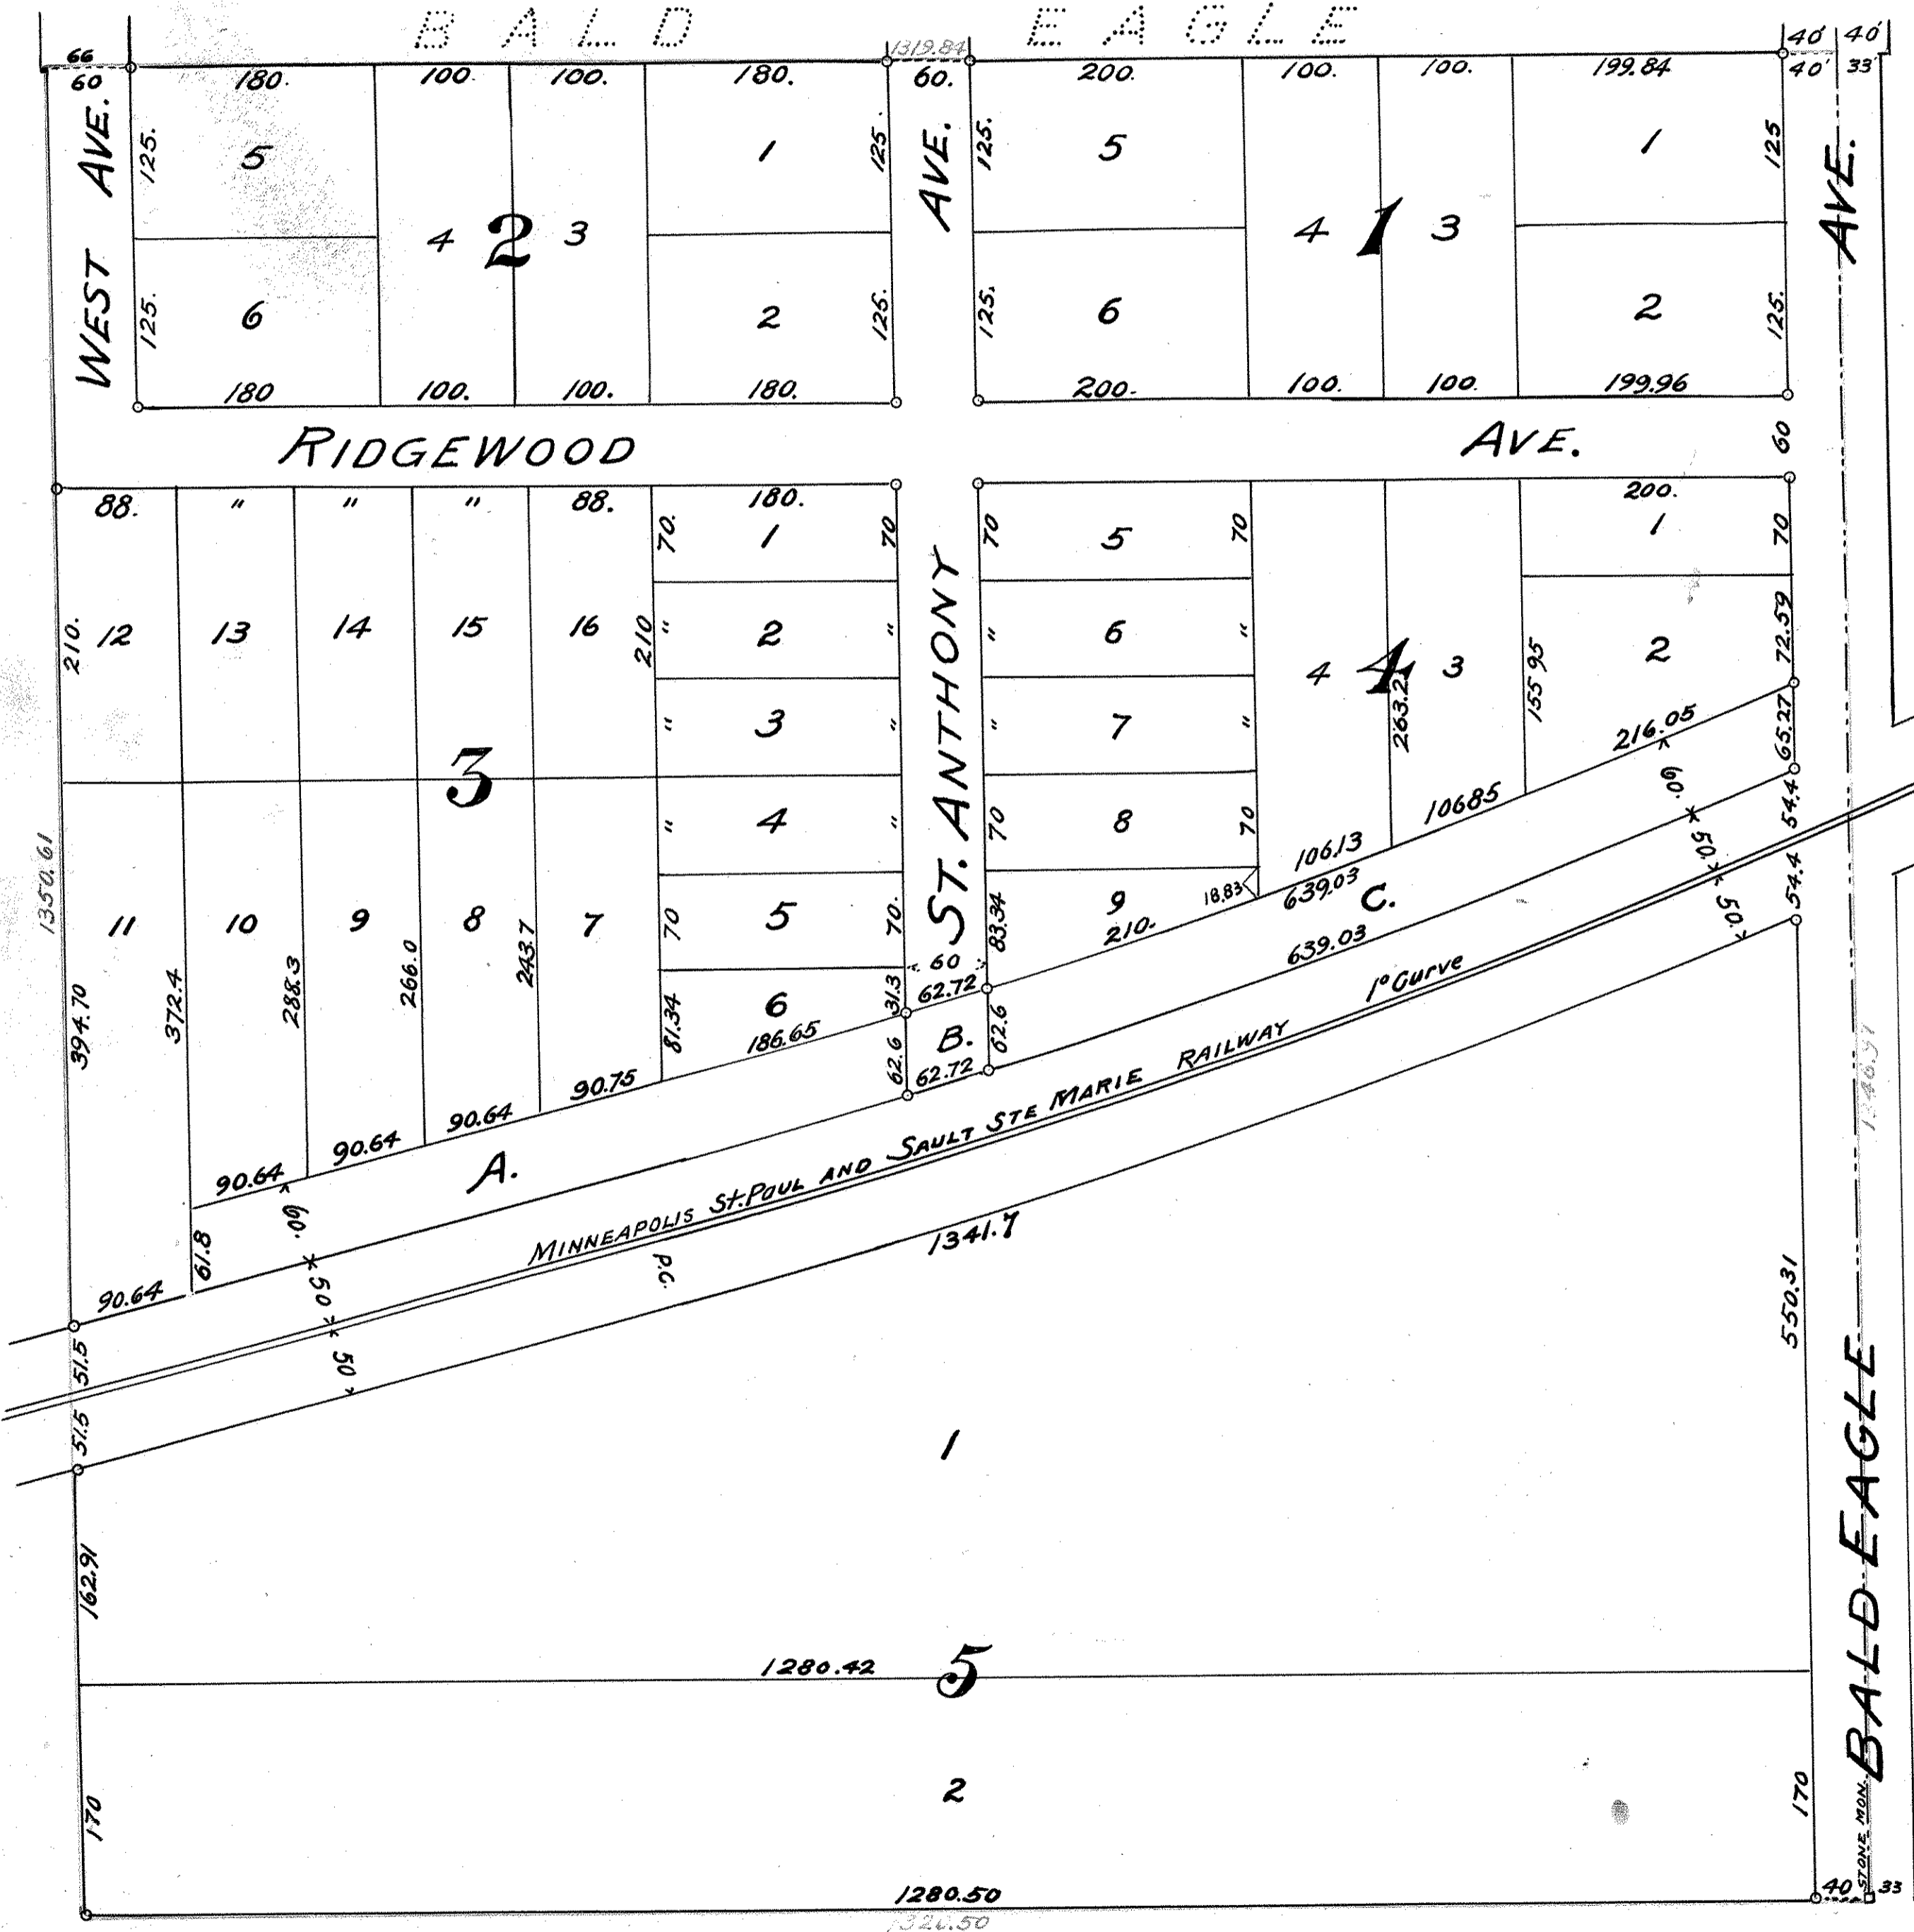 BALD EAGLE
66
1319.84
40' 40'
60 180. 100. 100. 180. 60. 200. 100. 100. 199.84 40' 33'
WEST AVE.
125. 5 1 125. AVE. 125. 5 1 125 AVE.
4 2 3 4 1 3
125. 6 2 125. 125. 6 2 125.
180 100. 100. 180. 200. 100. 100. 199.96
RIDGEWOOD AVE. 60
88. " " " 88. 180. 200.
70. 1 70 70 5 70 1 70
210. 12 13 14 15 16 210 " 2 " " 6 " 4 4 3 155 95 2 72.59
263.2
" 3 " " 7 " 216.05 65.27
3
" 4 " 70 8 70 106.13 10685 60. 54.4
1350.61
ST. ANTHONY
11 10 9 8 7 70 5 70. 83.34 9 18.83 639.03 C. 50. 54.4
210. 50.
60
394.70 372.4 288.3 266.0 243.7 81.34 6 31.3 62.72 639.03
1° Curve
186.65 62.6 B. 62.6
90.75 62.72
90.64
90.64
90.64 A.
MINNEAPOLIS St.PAUL AND SAULT STE MARIE RAILWAY
61.8 60.
P.C. 1341.7
90.64 50
51.5 50
51.5
550.31
1
162.91
1280.42 5
BALD EAGLE
2
170 170
STONE MON.
1280.50 40 33
1320.50